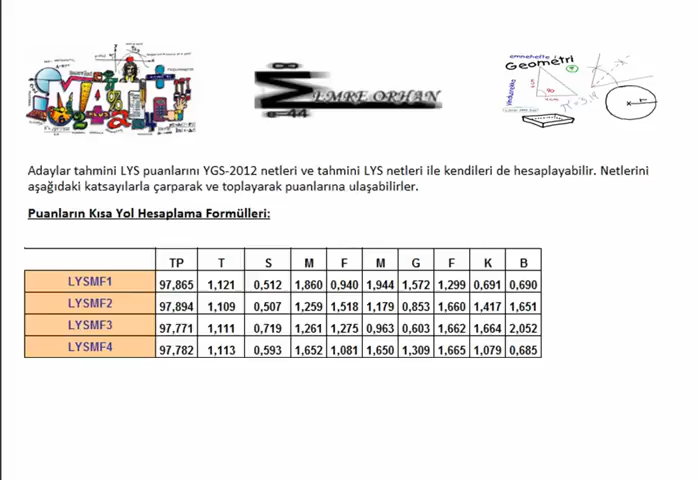 MATH
EMRE ORHAN
e-44
emnehefte
Geometri
90
Adaylar tahmini LYS puanlarını YGS-2012 netleri ve tahmini LYS netleri ile kendileri de hesaplayabilir. Netlerini
aşağıdaki katsayılarla çarparak ve toplayarak puanlarına ulaşabilirler.
Puanların Kısa Yol Hesaplama Formülleri:
TP T S M F M G F K B
LYSMF1 97,865 1,121 0,512 1,860 0,940 1,944 1,572 1,299 0,691 0,690
LYSMF2 97,894 1,109 0,507 1,259 1,518 1,179 0,853 1,660 1,417 1,651
LYSMF3 97,771 1,111 0,719 1,261 1,275 0,963 0,603 1,662 1,664 2,052
LYSMF4 97,782 1,113 0,593 1,652 1,081 1,650 1,309 1,665 1,079 0,685